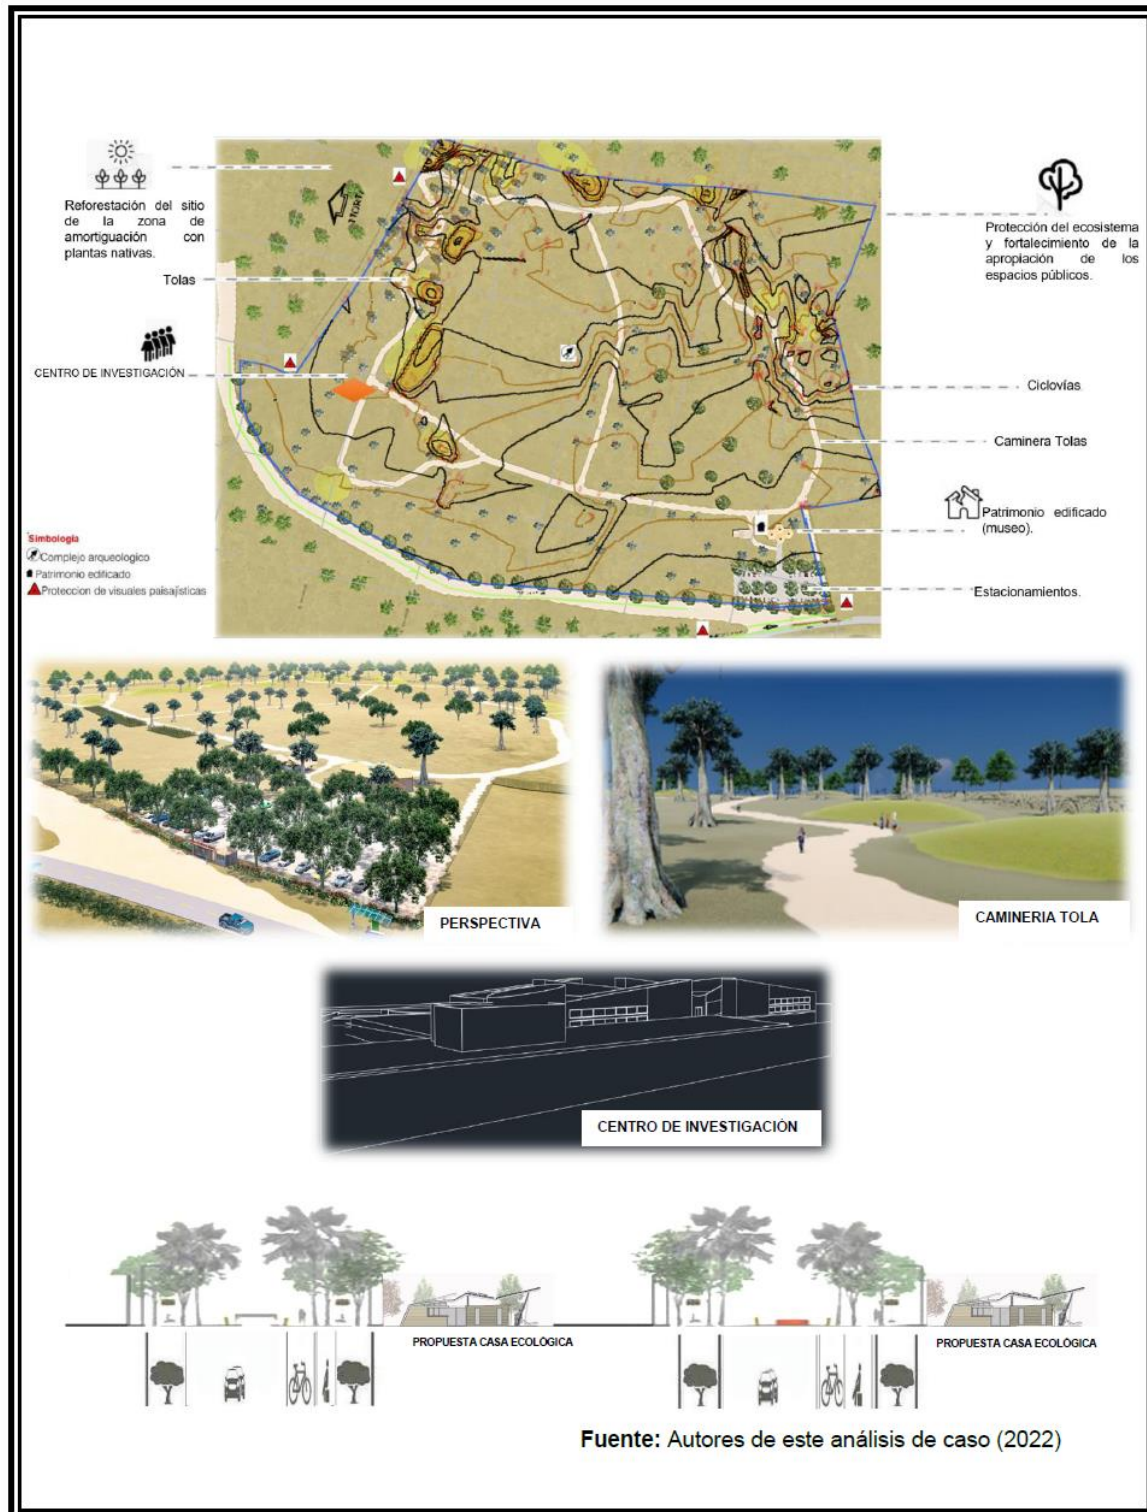 Reforestación del sitio
de la zona de
amortiguación con
plantas nativas.
Tolas
CENTRO DE INVESTIGACIÓN
NORTE
Protección del ecosistema
y fortalecimiento de la
apropiación de los
espacios públicos.
Ciclovías
Caminera Tolas
Patrimonio edificado
(museo).
Estacionamientos.
Simbología
Complejo arqueologico
Patrimonio edificado
Proteccion de visuales paisajísticas
PERSPECTIVA
CAMINERIA TOLA
CENTRO DE INVESTIGACIÓN
PROPUESTA CASA ECOLÓGICA
PROPUESTA CASA ECOLÓGICA
Fuente: Autores de este análisis de caso (2022)